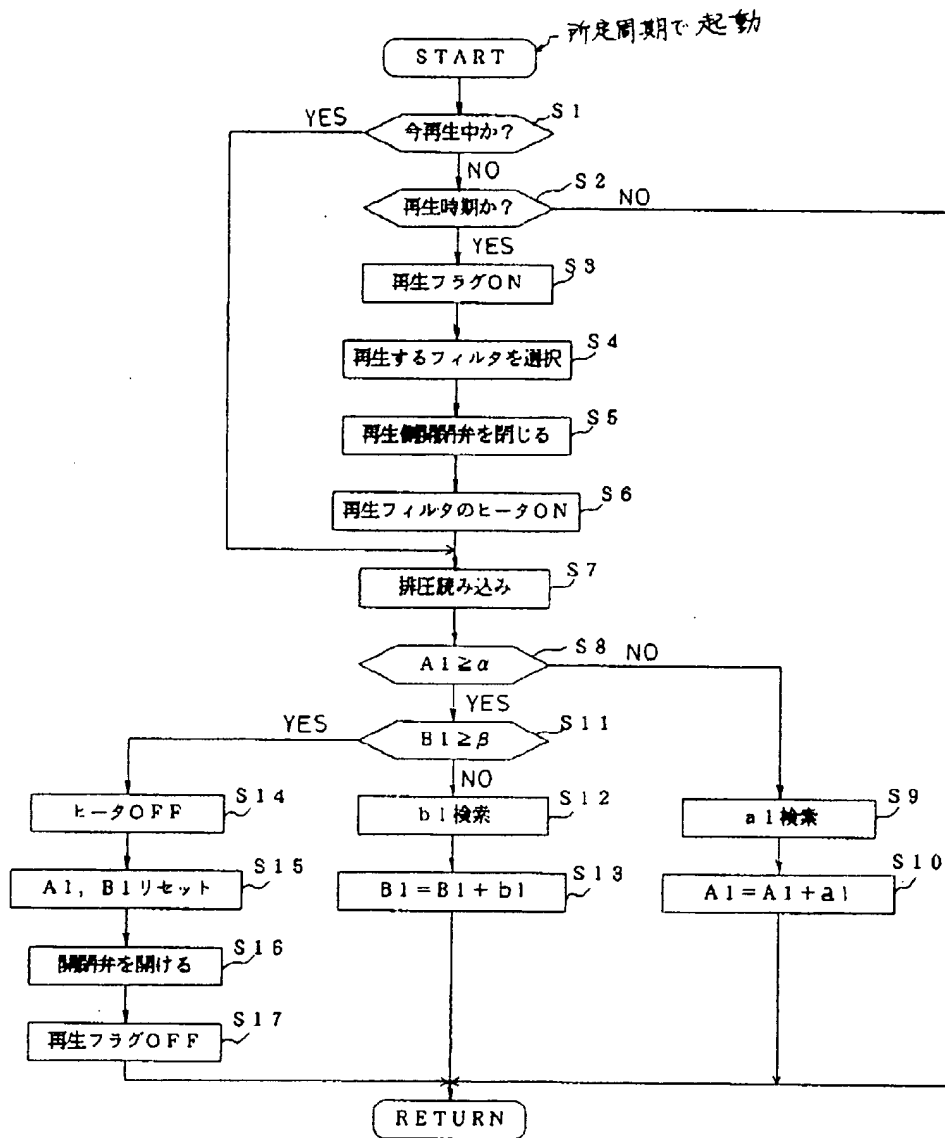 所定周期で起動
START
S1
YES
今再生中か?
NO
S2
再生時期か?
NO
YES
S3
再生フラグON
S4
再生するフィルタを選択
S5
再生側開閉弁を閉じる
S6
再生フィルタのヒータON
S7
排圧読み込み
S8
A1≧α
NO
YES
S11
YES
B1≧β
NO
S14
ヒータOFF
S12
b1検索
S9
a1検索
S15
A1,B1リセット
S13
B1=B1+b1
S10
A1=A1+a1
S16
開閉弁を開ける
S17
再生フラグOFF
RETURN